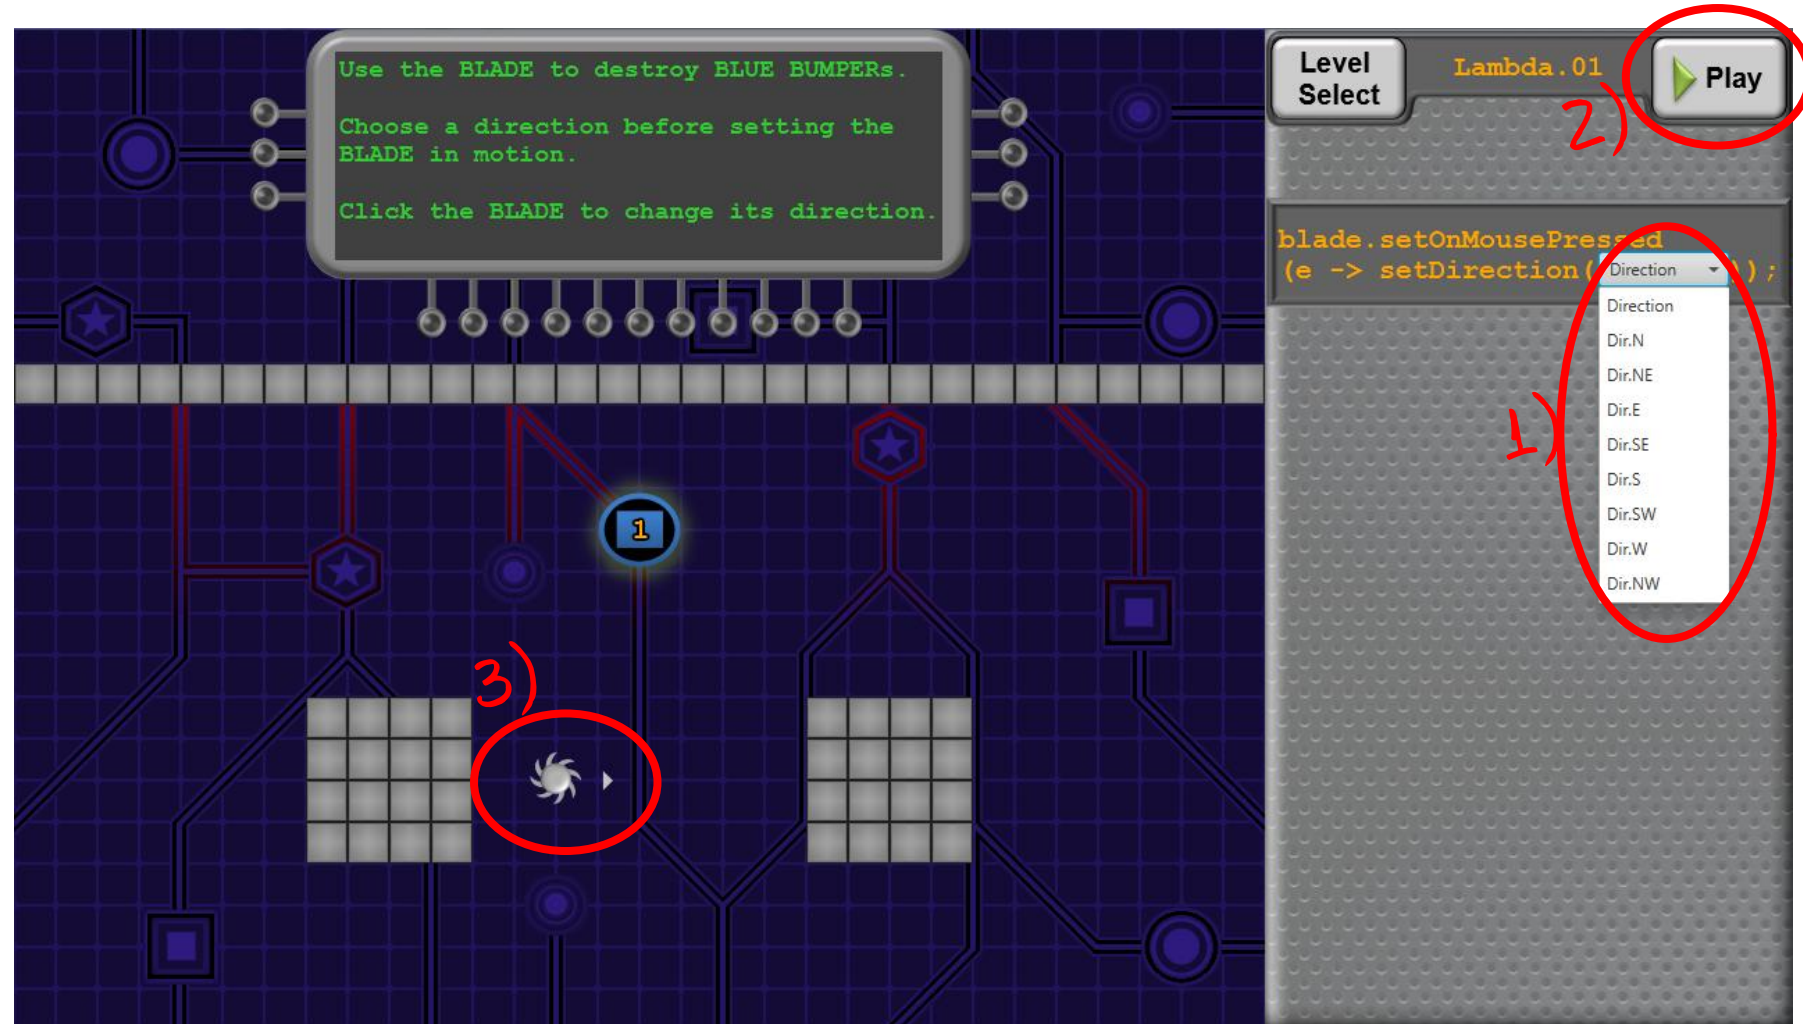 Use the BLADE to destroy BLUE BUMPERs.
Choose a direction before setting the
BLADE in motion.
Click the BLADE to change its direction.
Level
Select
Lambda.01
Play
2)
blade.setOnMousePressed
(e -> setDirection(Direction));
Direction
Dir.N
Dir.NE
Dir.E
Dir.SE
Dir.S
Dir.SW
Dir.W
Dir.NW
1)
1
3)